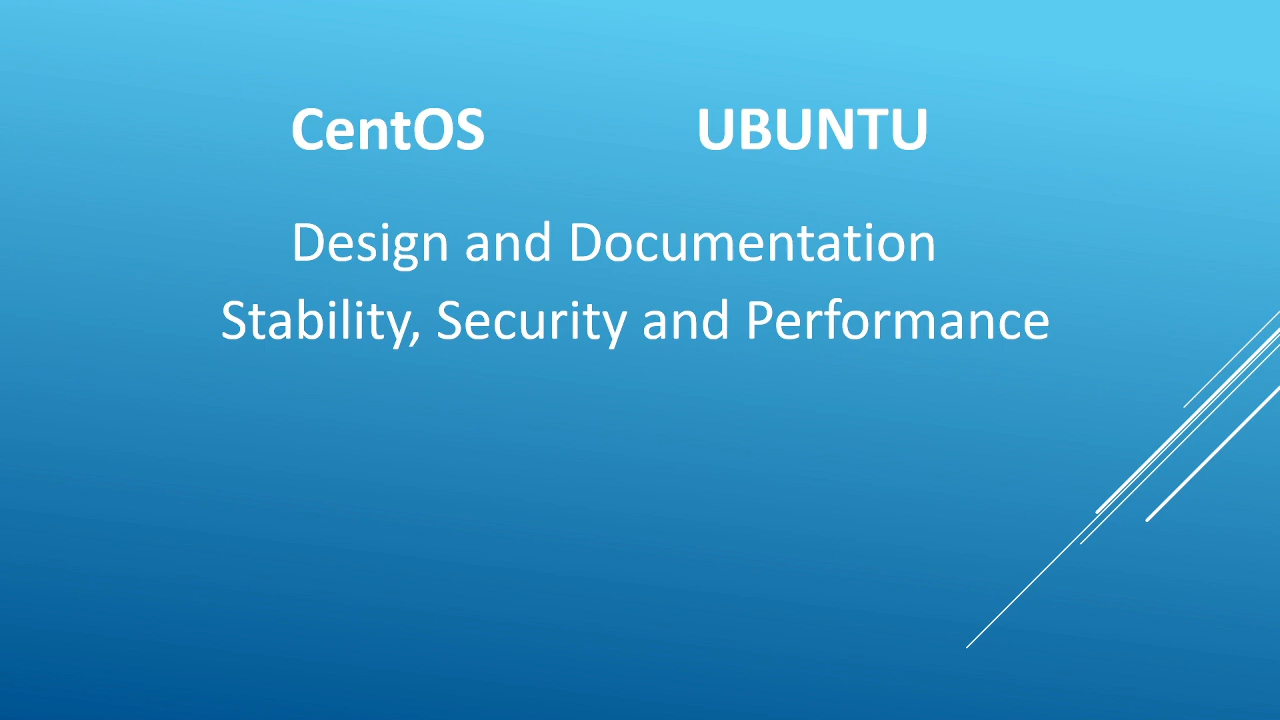 CentOS UBUNTU
Design and Documentation
Stability, Security and Performance